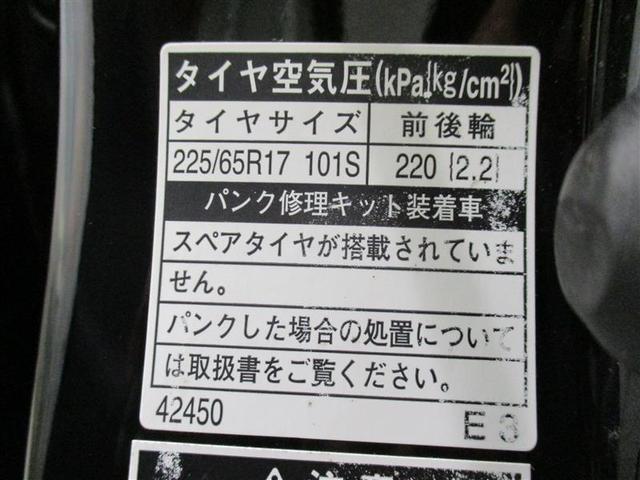 タイヤ空気圧(kPa{kg/cm²})
タイヤサイズ 前後輪
225/65R17 101S 220 {2.2}
パンク修理キット装着車
スペアタイヤが搭載されていま
せん。
パンクした場合の処置について
は取扱書をご覧ください。
42450 E3